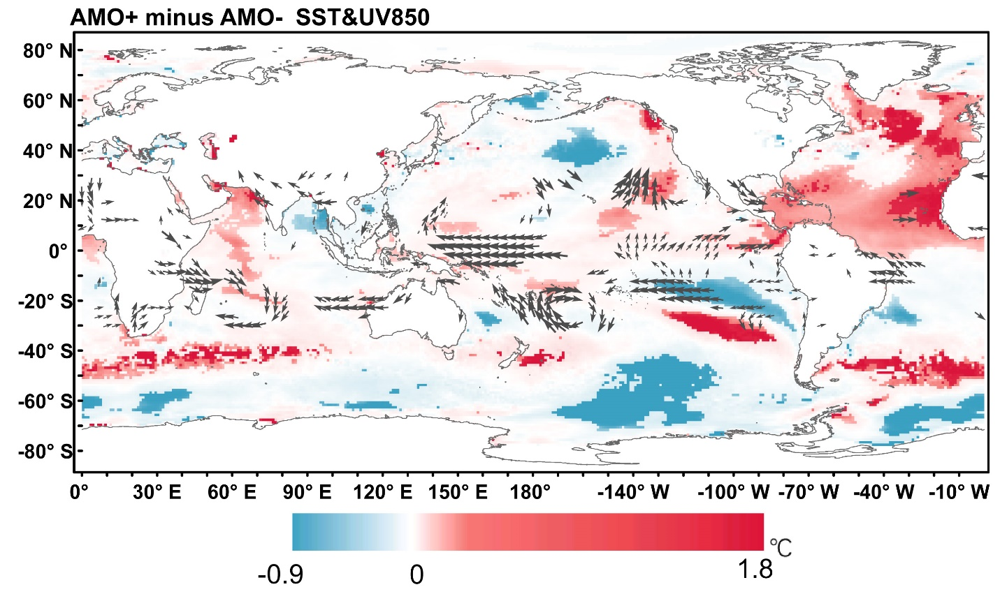 AMO+ minus AMO- SST&UV850
80° N
60° N
40° N
20° N
0°
-20° S
-40° S
-60° S
-80° S
0° 30° E 60° E 90° E 120° E 150° E 180° -140° W -100° W -70° W -40° W -10° W
℃
-0.9 0 1.8